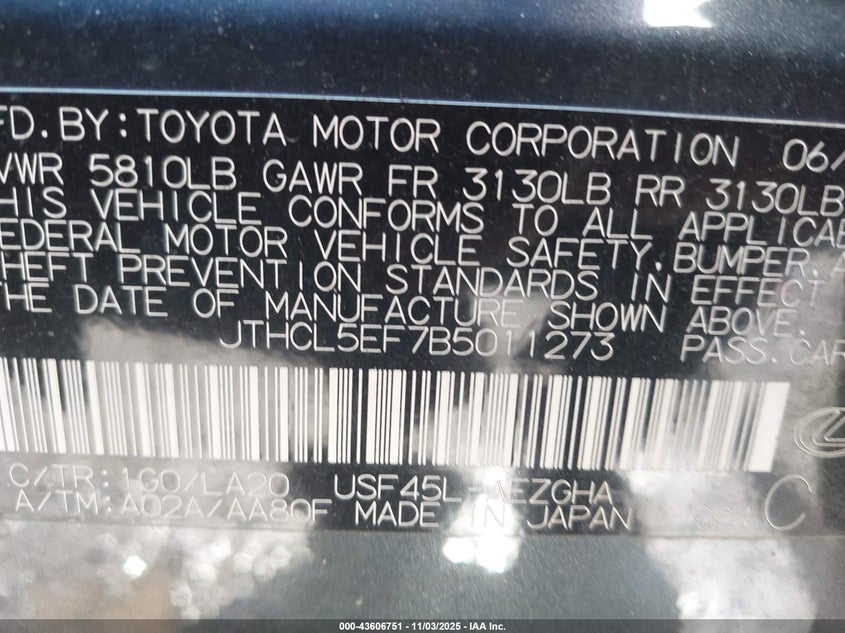 FD.BY:TOYOTA MOTOR CORPORATION 06/
VWR 5810LB GAWR FR 3130LB RR 3130LB
HIS VEHICLE CONFORMS TO ALL APPLICAB
EDERAL MOTOR VEHICLE SAFETY,BUMPER,A
HEFT PREVENTION STANDARDS IN EFFECT
THE DATE OF MANUFACTURE SHOWN ABOVE
JTHCL5EF7B5011273 PASS.CAR
C/TR:1G0/LA20 USF45L-AEZGHA
A/TM:A02A/AA80F MADE IN JAPAN C
000-43606751 | 11/03/2025 - IAA Inc.